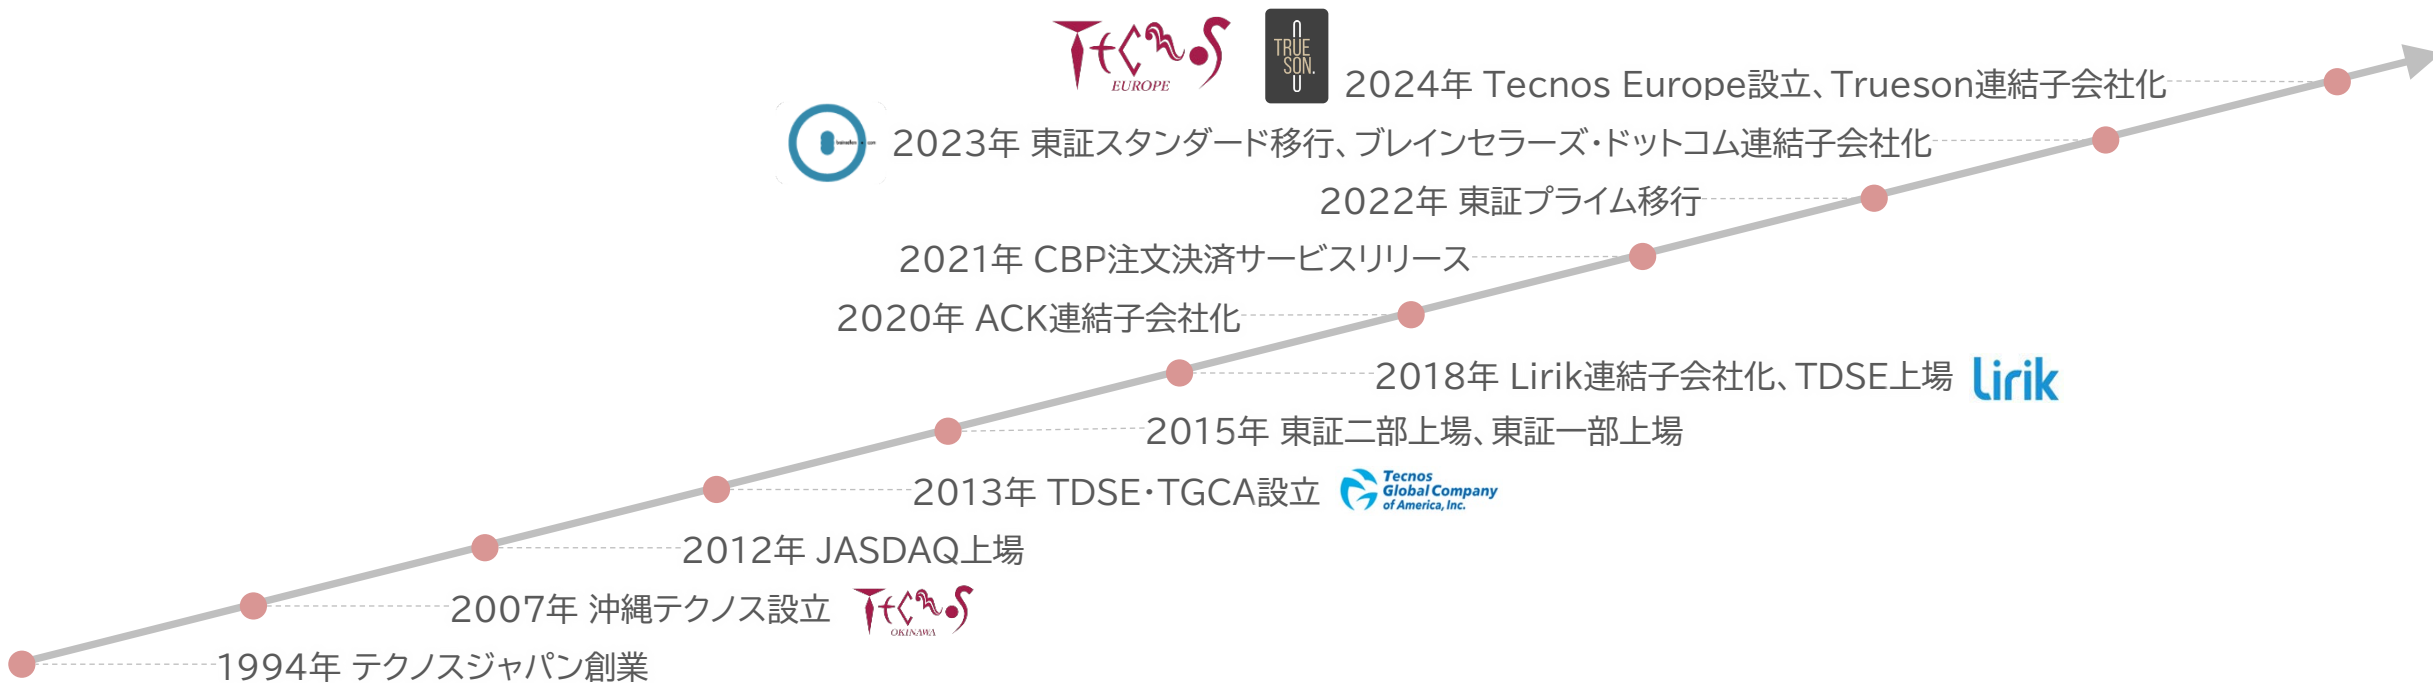 TECNOS
EUROPE
TRUE
SON.
2024年 Tecnos Europe設立、Trueson連結子会社化
2023年 東証スタンダード移行、ブレインセラーズ・ドットコム連結子会社化
2022年 東証プライム移行
2021年 CBP注文決済サービスリリース
2020年 ACK連結子会社化
2018年 Lirik連結子会社化、TDSE上場
Lirik
2015年 東証二部上場、東証一部上場
2013年 TDSE・TGCA設立
Tecnos
Global Company
of America, Inc.
2012年 JASDAQ上場
2007年 沖縄テクノス設立
TECNOS
OKINAWA
1994年 テクノスジャパン創業